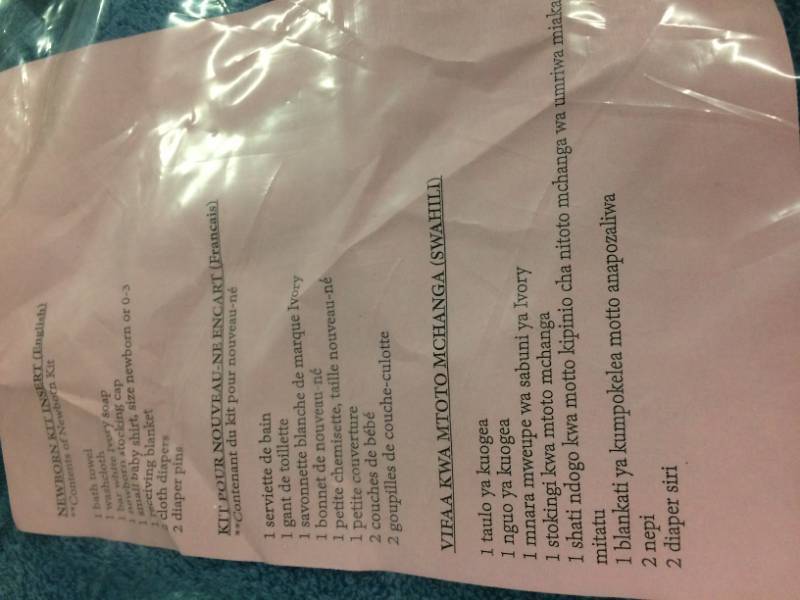 NEWBORN KIT INSERT (English)
**Contents of Newborn Kit
1 bath towel
1 washcloth
1 bar white Ivory soap
1 newborn stocking cap
1 small baby shirt, size newborn or 0-3
1 receiving blanket
2 cloth diapers
2 diaper pins
KIT POUR NOUVEAU-NE ENCART (Francais)
**Contenant du kit pour nouveau-né
1 serviette de bain
1 gant de toillette
1 savonnette blanche de marque Ivory
1 bonnet de nouveau-né
1 petite chemisette, taille nouveau-né
1 petite couverture
2 couches de bébé
2 goupilles de couche-culotte
VIFAA KWA MTOTO MCHANGA (SWAHILI)
1 taulo ya kuogea
1 nguo ya kuogea
1 mnara mweupe wa sabuni ya Ivory
1 stokingi kwa mtoto mchanga
1 shati ndogo kwa motto kipinio cha nitoto mchanga wa umriwa miaka
mitatu
1 blankati ya kumpokelea motto anapozaliwa
2 nepi
2 diaper siri